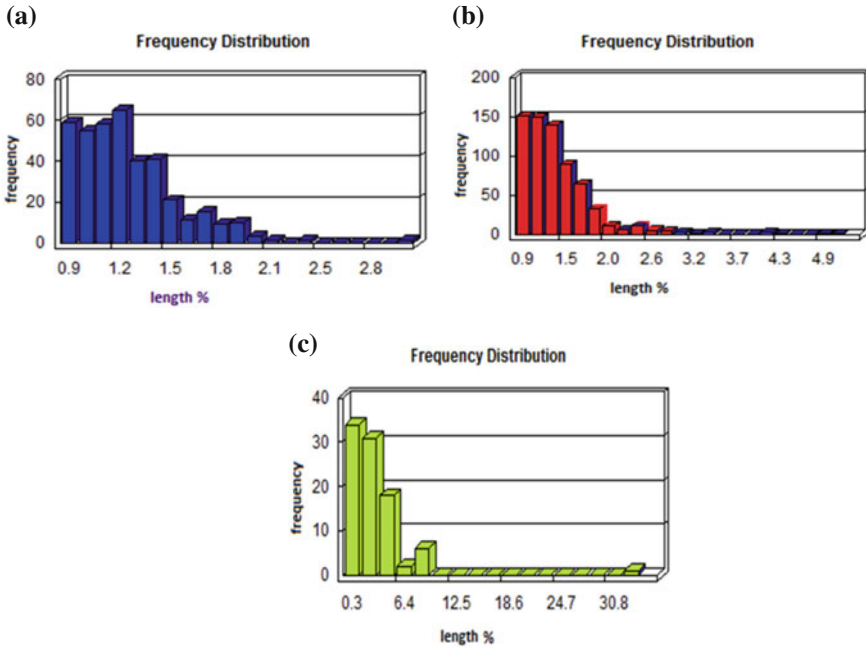 (a)
Frequency Distribution
frequency
80
60
40
20
0
0.9 1.2 1.5 1.8 2.1 2.5 2.8
length %
(b)
Frequency Distribution
frequency
200
150
100
50
0
0.9 1.5 2.0 2.6 3.2 3.7 4.3 4.9
length %
(c)
Frequency Distribution
frequency
40
30
20
10
0
0.3 6.4 12.5 18.6 24.7 30.8
length %